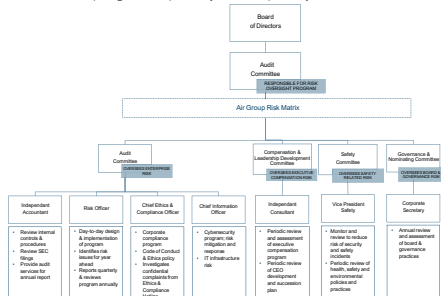 Board
of Directors
Audit
Committee
RESPONSIBLE FOR RISK
OVERSIGHT PROGRAM
Air Group Risk Matrix
Audit
Committee
OVERSEES ENTERPRISE
RISK
Compensation &
Leadership Development
Committee
OVERSEES EXECUTIVE
COMPENSATION RISK
Safety
Committee
OVERSEES SAFETY
RELATED RISK
Governance &
Nominating Committee
OVERSEES BOARD &
GOVERNANCE RISK
Independant
Accountant
• Review internal
controls &
procedures
• Review SEC
filings
• Provide audit
services for
annual report
Risk Officer
• Day-to-day design
& implementation
of program
• Identifies risk
issues for year
ahead
• Reports quarterly
& reviews
program annually
Chief Ethics &
Compliance Officer
• Corporate
compliance
program
• Code of Conduct
& Ethics policy
• Investigates
confidential
complaints from
Ethics &
Compliance
Chief Information
Officer
• Cybersecurity
program; risk
mitigation and
response
• IT infrastructure
risk
Independant
Consultant
• Periodic review
and assessment
of executive
compensation
program
• Periodic review
of CEO
development
and succession
plan
Vice President
Safety
• Monitor and
review to reduce
risk of security
and safety
incidents
• Periodic review of
health, safety and
environmental
policies and
practices
Corporate
Secretary
• Annual review
and assessment
of board &
governance
practices